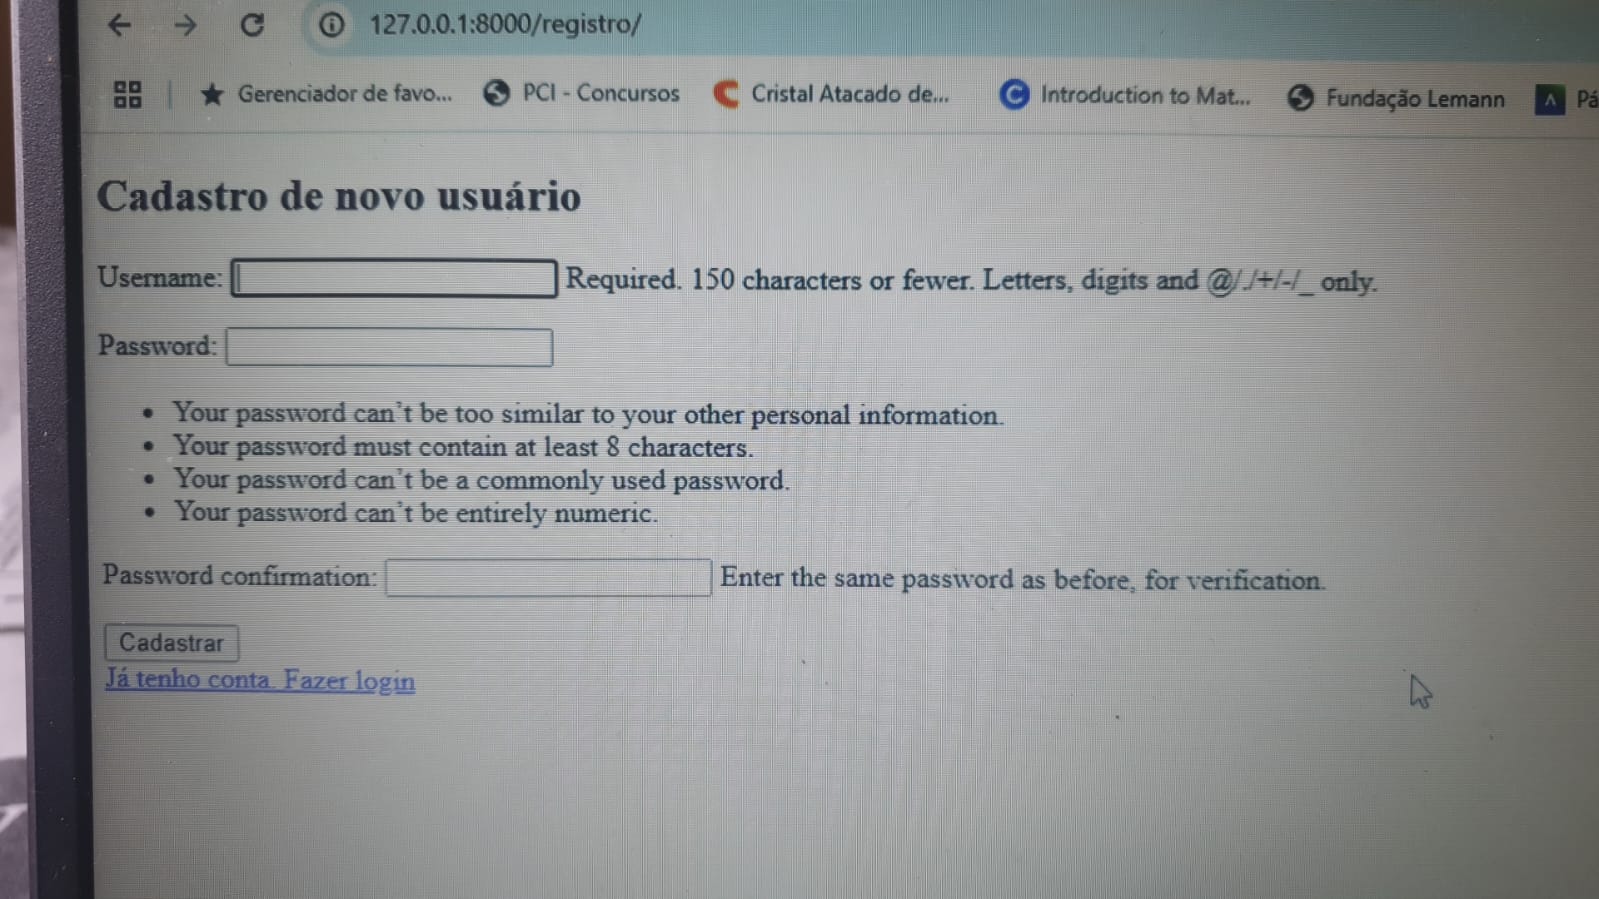 127.0.0.1:8000/registro/
Gerenciador de favo... PCI - Concursos Cristal Atacado de... Introduction to Mat... Fundação Lemann Pá
Cadastro de novo usuário
Username: Required. 150 characters or fewer. Letters, digits and @/./+/-/_ only.
Password:
• Your password can't be too similar to your other personal information.
• Your password must contain at least 8 characters.
• Your password can't be a commonly used password.
• Your password can't be entirely numeric.
Password confirmation: Enter the same password as before, for verification.
Cadastrar
Já tenho conta. Fazer login